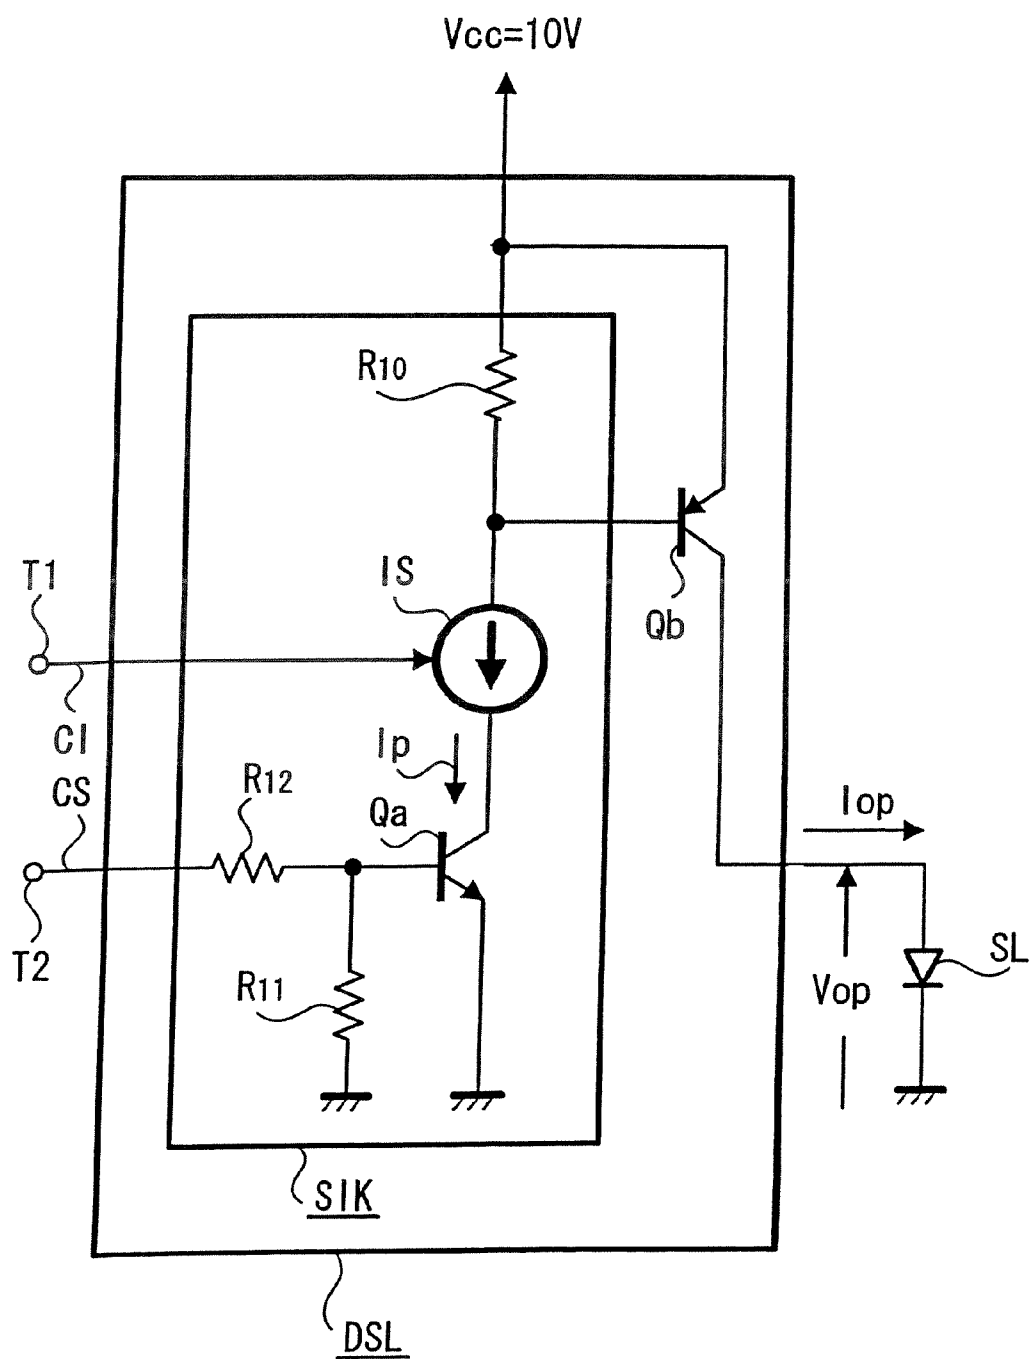 Vcc=10V
R10
T1
IS
Qb
CI
Ip
R12
CS
Qa
Iop
T2
R11
SL
Vop
SIK
DSL